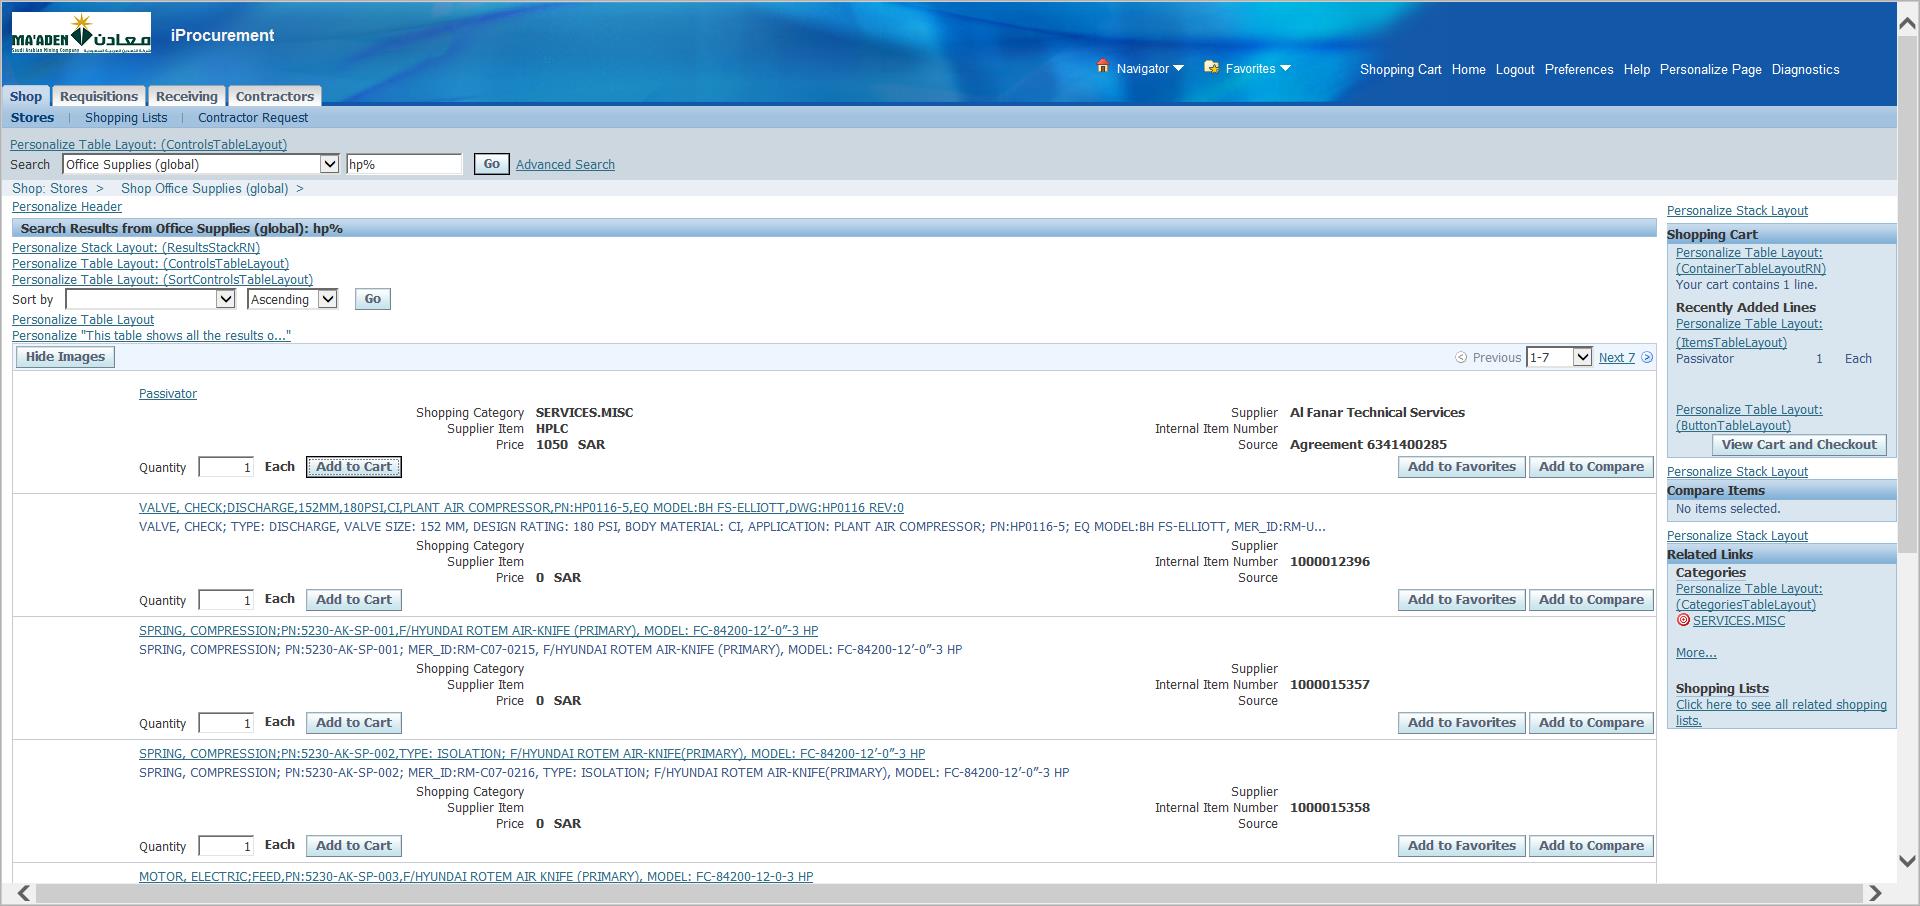 MA'ADEN معادن
Saudi Arabian Mining Company
iProcurement
Navigator Favorites Shopping Cart Home Logout Preferences Help Personalize Page Diagnostics
Shop Requisitions Receiving Contractors
Stores | Shopping Lists | Contractor Request
Personalize Table Layout: (ControlsTableLayout)
Search Office Supplies (global) hp% Go Advanced Search
Shop: Stores > Shop Office Supplies (global) >
Personalize Header
Search Results from Office Supplies (global): hp%
Personalize Stack Layout: (ResultsStackRN)
Personalize Table Layout: (ControlsTableLayout)
Personalize Table Layout: (SortControlsTableLayout)
Sort by Ascending Go
Personalize Table Layout
Personalize "This table shows all the results o..."
Hide Images Previous 1-7 Next 7
Passivator
Shopping Category SERVICES.MISC Supplier Al Fanar Technical Services
Supplier Item HPLC Internal Item Number
Price 1050 SAR Source Agreement 6341400285
Quantity 1 Each Add to Cart Add to Favorites Add to Compare
VALVE, CHECK;DISCHARGE,152MM,180PSI,CI,PLANT AIR COMPRESSOR,PN:HP0116-5,EQ MODEL:BH FS-ELLIOTT,DWG:HP0116 REV:0
VALVE, CHECK; TYPE: DISCHARGE, VALVE SIZE: 152 MM, DESIGN RATING: 180 PSI, BODY MATERIAL: CI, APPLICATION: PLANT AIR COMPRESSOR; PN:HP0116-5; EQ MODEL:BH FS-ELLIOTT, MER_ID:RM-U...
Shopping Category Supplier
Supplier Item Internal Item Number 1000012396
Price 0 SAR Source
Quantity 1 Each Add to Cart Add to Favorites Add to Compare
SPRING, COMPRESSION;PN:5230-AK-SP-001,F/HYUNDAI ROTEM AIR-KNIFE (PRIMARY), MODEL: FC-84200-12'-0"-3 HP
SPRING, COMPRESSION; PN:5230-AK-SP-001; MER_ID:RM-C07-0215, F/HYUNDAI ROTEM AIR-KNIFE (PRIMARY), MODEL: FC-84200-12'-0"-3 HP
Shopping Category Supplier
Supplier Item Internal Item Number 1000015357
Price 0 SAR Source
Quantity 1 Each Add to Cart Add to Favorites Add to Compare
SPRING, COMPRESSION;PN:5230-AK-SP-002,TYPE: ISOLATION; F/HYUNDAI ROTEM AIR-KNIFE(PRIMARY), MODEL: FC-84200-12'-0"-3 HP
SPRING, COMPRESSION; PN:5230-AK-SP-002; MER_ID:RM-C07-0216, TYPE: ISOLATION; F/HYUNDAI ROTEM AIR-KNIFE(PRIMARY), MODEL: FC-84200-12'-0"-3 HP
Shopping Category Supplier
Supplier Item Internal Item Number 1000015358
Price 0 SAR Source
Quantity 1 Each Add to Cart Add to Favorites Add to Compare
MOTOR, ELECTRIC;FEED,PN:5230-AK-SP-003,F/HYUNDAI ROTEM AIR KNIFE (PRIMARY), MODEL: FC-84200-12-0-3 HP
Personalize Stack Layout
Shopping Cart
Personalize Table Layout:
(ContainerTableLayoutRN)
Your cart contains 1 line.
Recently Added Lines
Personalize Table Layout:
(ItemsTableLayout)
Passivator 1 Each
Personalize Table Layout:
(ButtonTableLayout)
View Cart and Checkout
Personalize Stack Layout
Compare Items
No items selected.
Personalize Stack Layout
Related Links
Categories
Personalize Table Layout:
(CategoriesTableLayout)
SERVICES.MISC
More...
Shopping Lists
Click here to see all related shopping
lists.